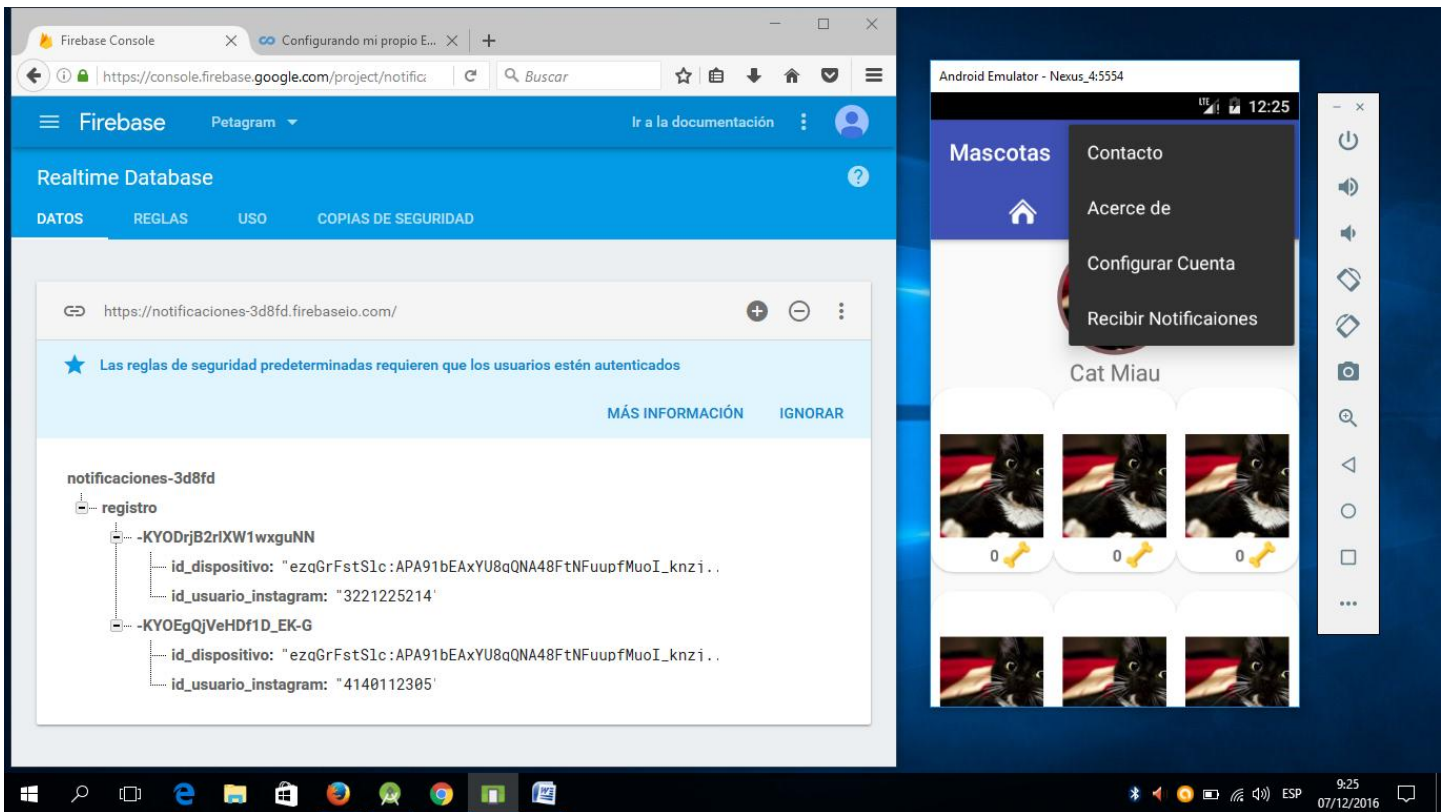 Firebase Console
Configurando mi propio E...
https://console.firebase.google.com/project/notifica
Buscar
Firebase
Petagram
Ir a la documentación
Realtime Database
DATOS
REGLAS
USO
COPIAS DE SEGURIDAD
https://notificaciones-3d8fd.firebaseio.com/
Las reglas de seguridad predeterminadas requieren que los usuarios estén autenticados
MÁS INFORMACIÓN
IGNORAR
notificaciones-3d8fd
registro
-KYODrjB2rlXW1wxguNN
id_dispositivo: "ezqGrFstSlc:APA91bEAxYU8qQNA48FtNFuupfMuoI_knzj..
id_usuario_instagram: "3221225214'
-KYOEgQjVeHDf1D_EK-G
id_dispositivo: "ezqGrFstSlc:APA91bEAxYU8qQNA48FtNFuupfMuoI_knzj..
id_usuario_instagram: "4140112305'
Android Emulator - Nexus_4:5554
LTE 12:25
Mascotas
Contacto
Acerce de
Configurar Cuenta
Recibir Notificaiones
Cat Miau
0
0
0
ESP
9:25
07/12/2016